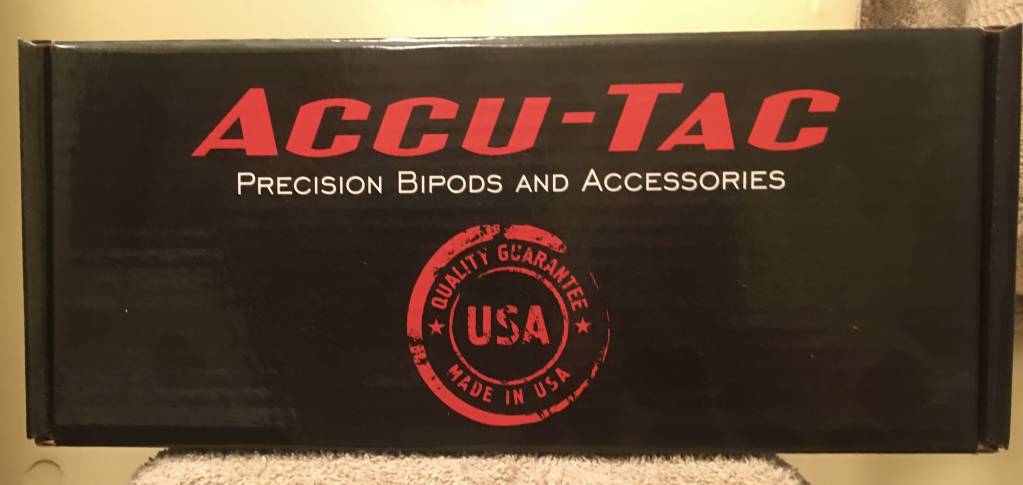 ACCU-TAC
PRECISION BIPODS AND ACCESSORIES
QUALITY GUARANTEE
USA
MADE IN USA